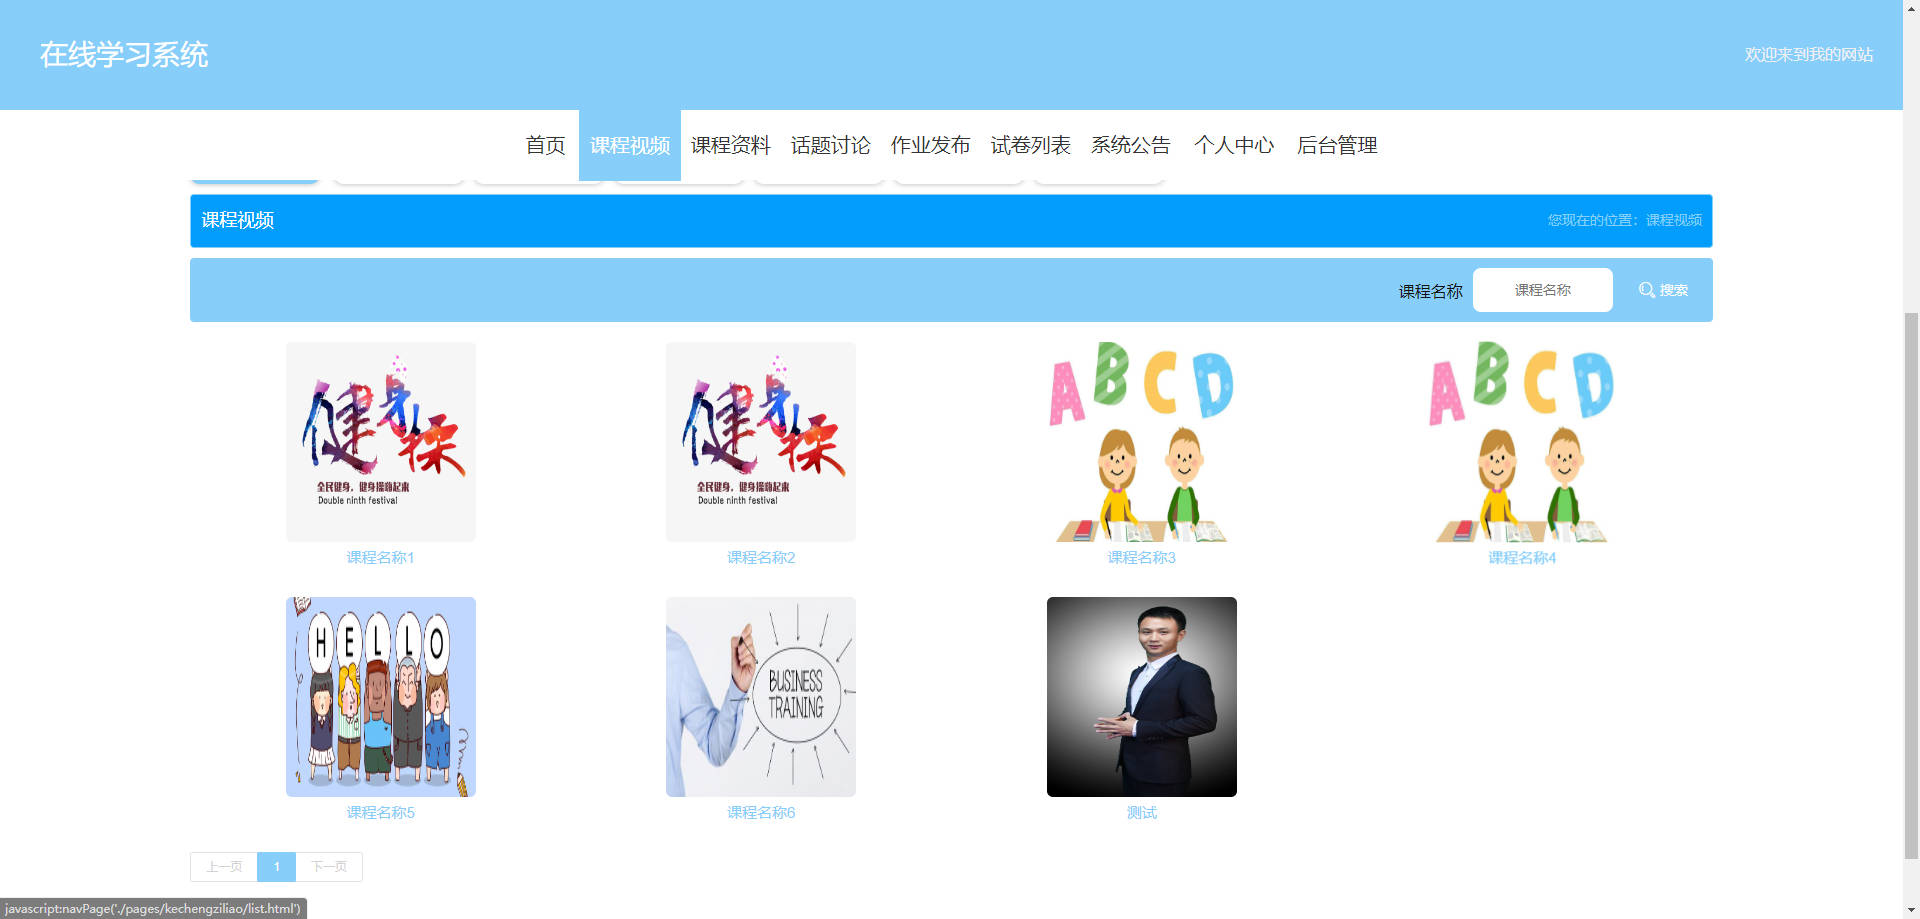 在线学习系统
欢迎来到我的网站
首页 课程视频 课程资料 话题讨论 作业发布 试卷列表 系统公告 个人中心 后台管理
课程视频
您现在的位置：课程视频
课程名称 课程名称 搜索
健身操
全民健身，健身操嗨起来
Double ninth festival
健身操
全民健身，健身操嗨起来
Double ninth festival
ABCD
ABCD
课程名称1
课程名称2
课程名称3
课程名称4
HELLO
BUSINESS
TRAINING
课程名称5
课程名称6
测试
上一页 1 下一页
javascript:navPage('./pages/kechengziliao/list.html')